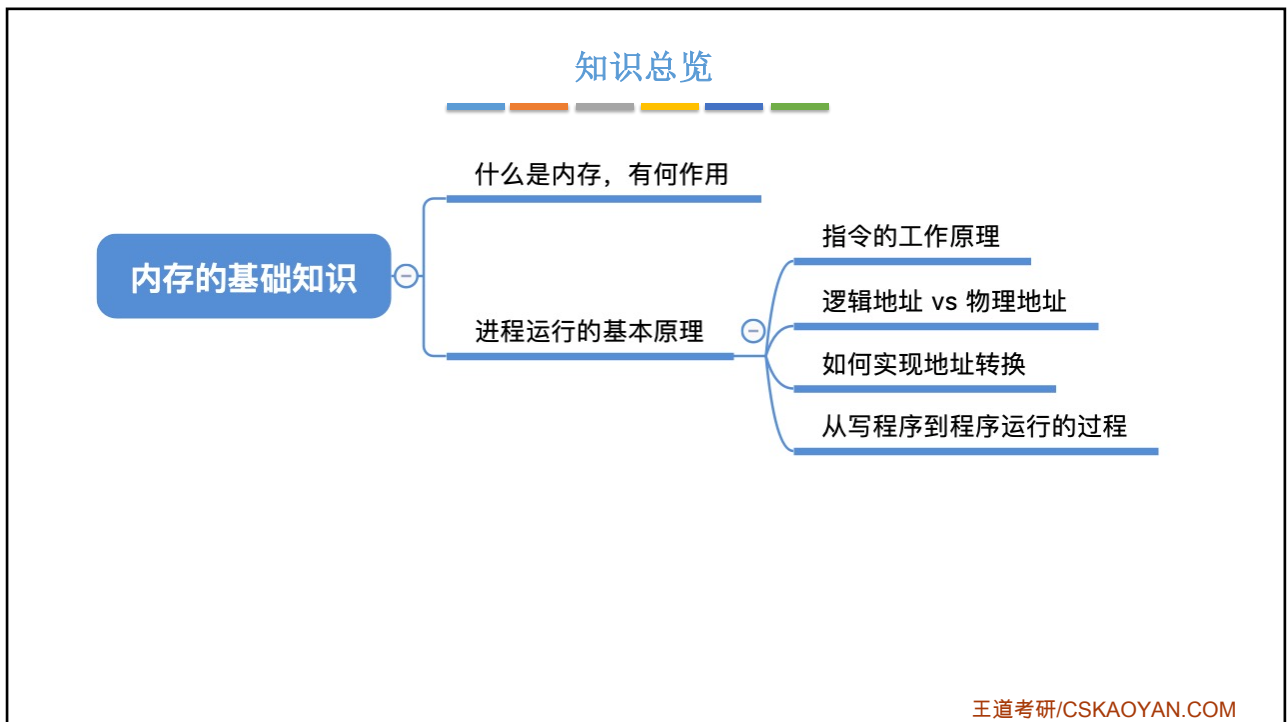 知识总览
什么是内存，有何作用
内存的基础知识
进程运行的基本原理
指令的工作原理
逻辑地址 vs 物理地址
如何实现地址转换
从写程序到程序运行的过程
王道考研/CSKAOYAN.COM